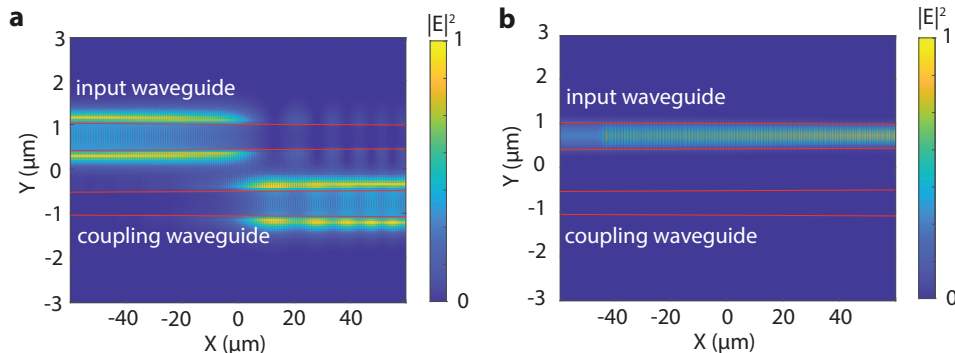 a
|E|²
3
1
2
input waveguide
1
Y (μm)
0
-1
coupling waveguide
-2
-3
0
-40 -20 0 20 40
X (μm)
b
|E|²
3
1
2
input waveguide
1
Y (μm)
0
-1
coupling waveguide
-2
-3
0
-40 -20 0 20 40
X (μm)